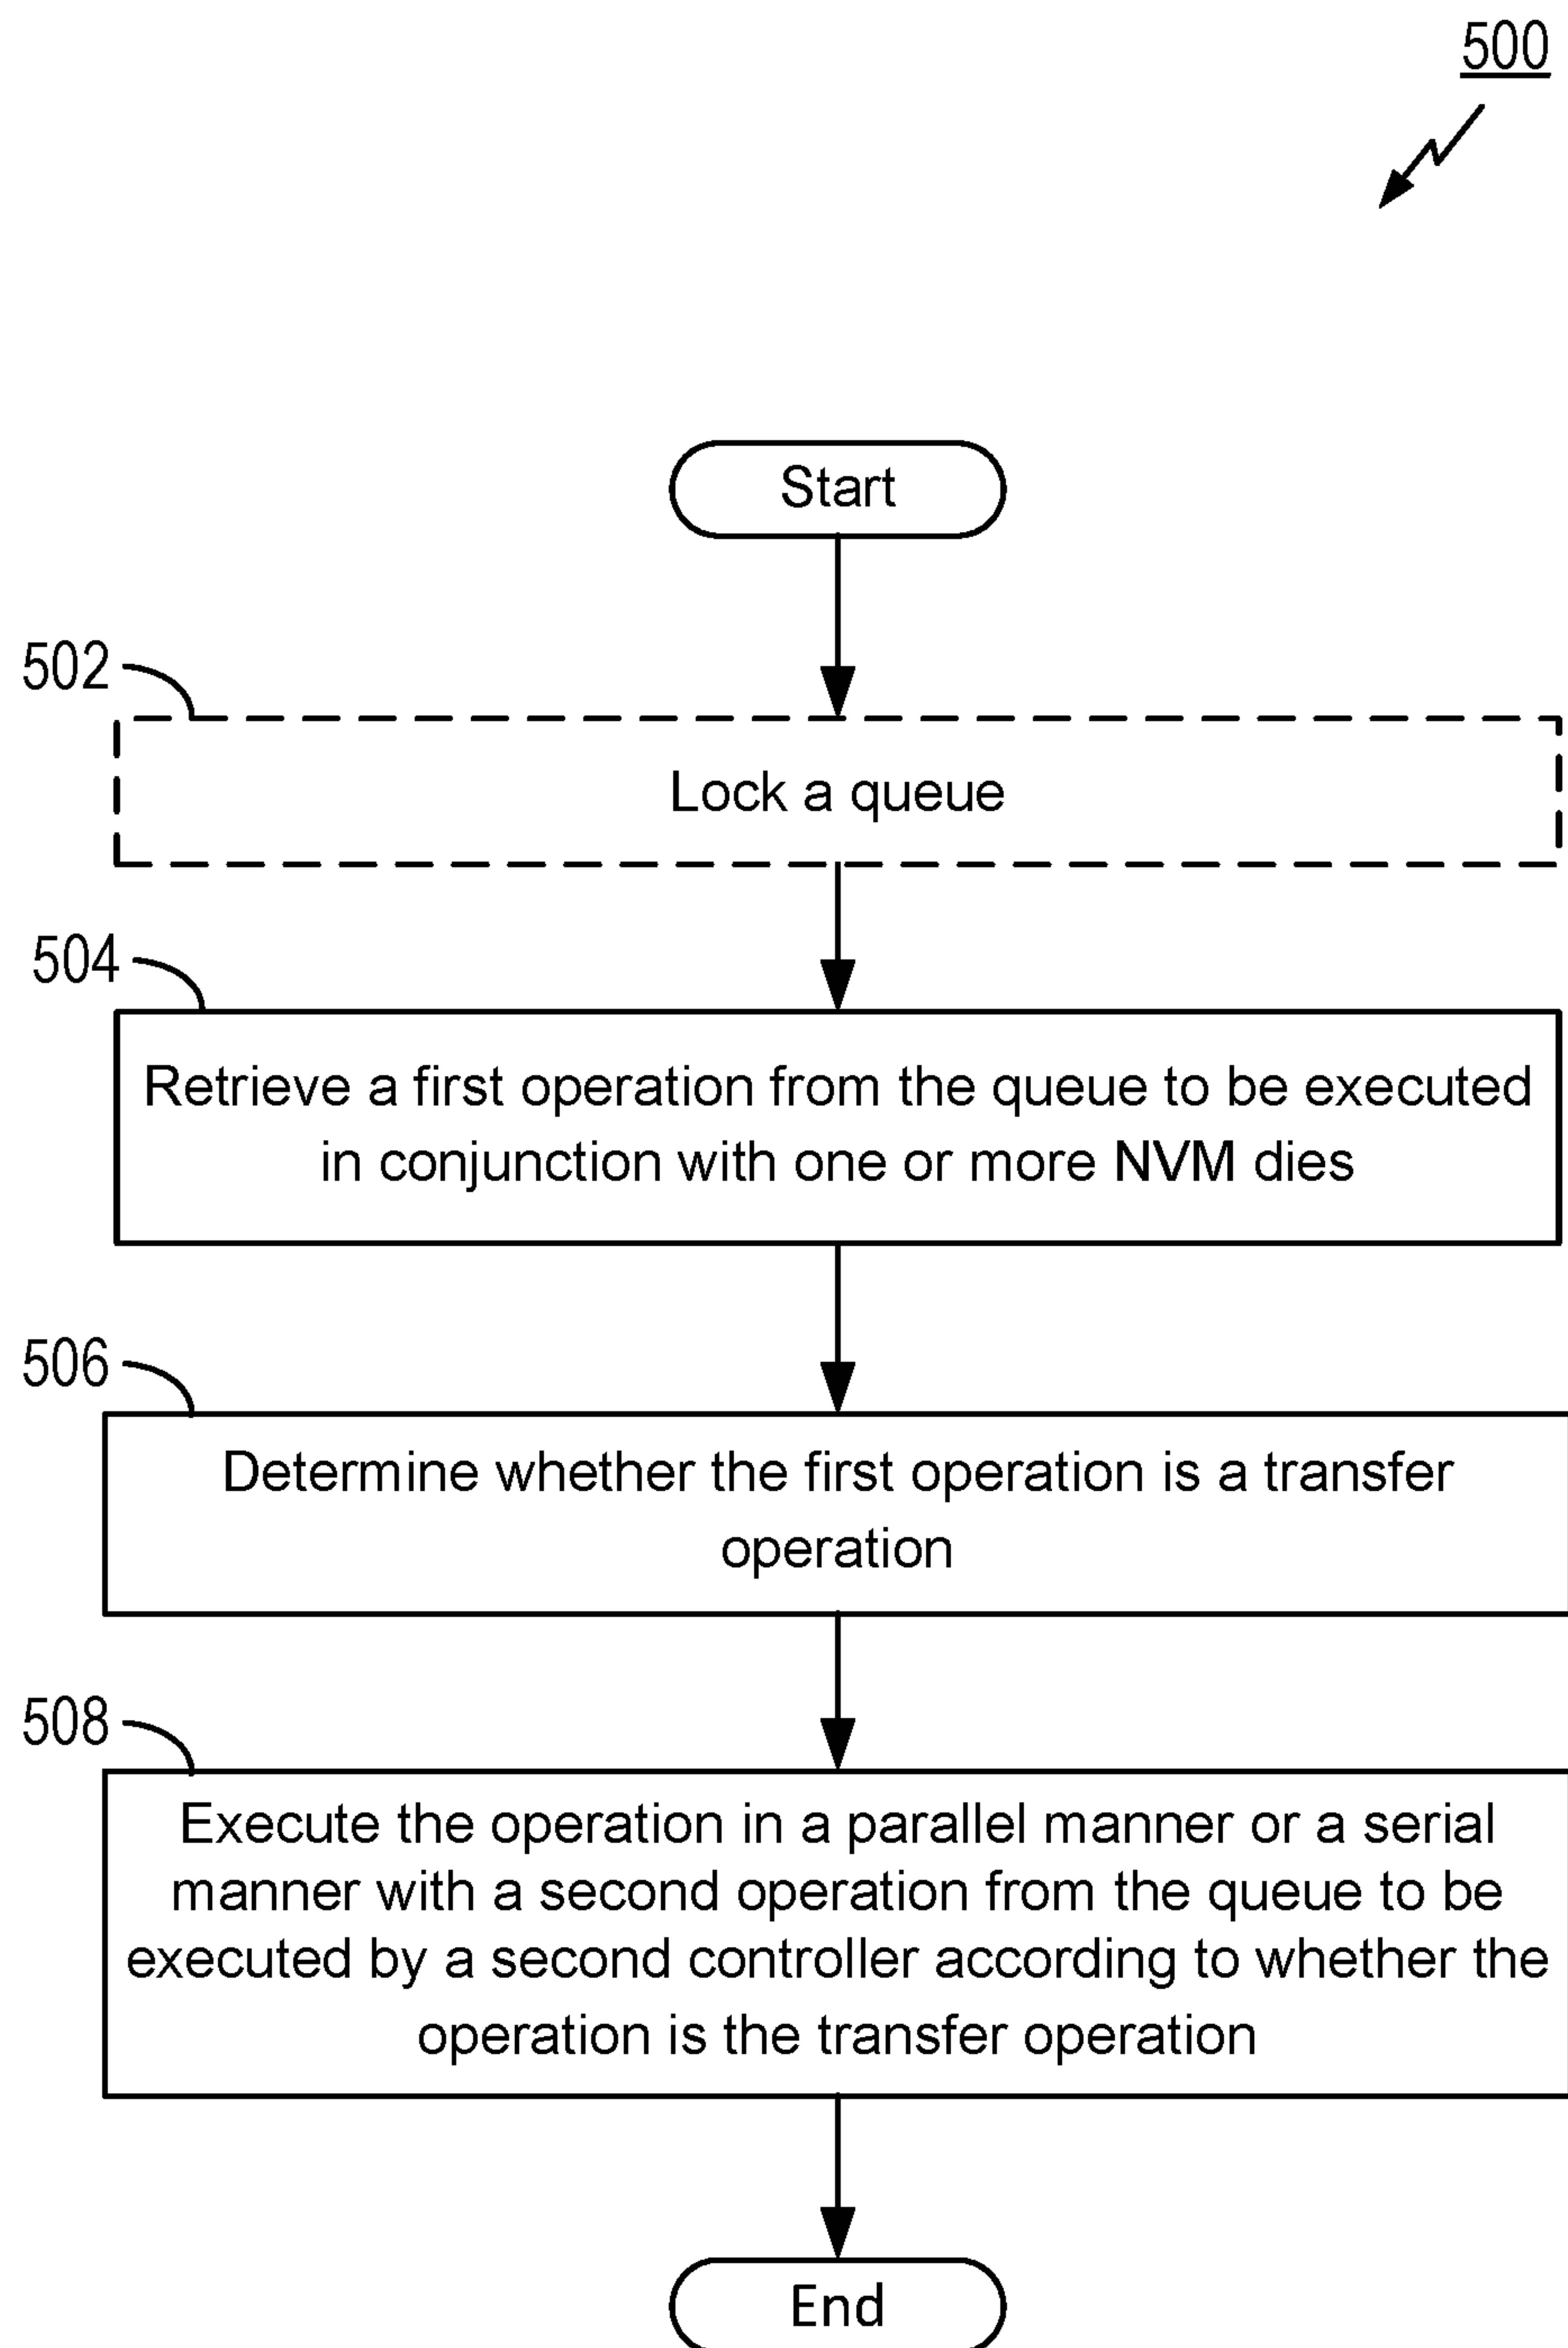 500
Start
502
Lock a queue
504
Retrieve a first operation from the queue to be executed
in conjunction with one or more NVM dies
506
Determine whether the first operation is a transfer
operation
508
Execute the operation in a parallel manner or a serial
manner with a second operation from the queue to be
executed by a second controller according to whether the
operation is the transfer operation
End